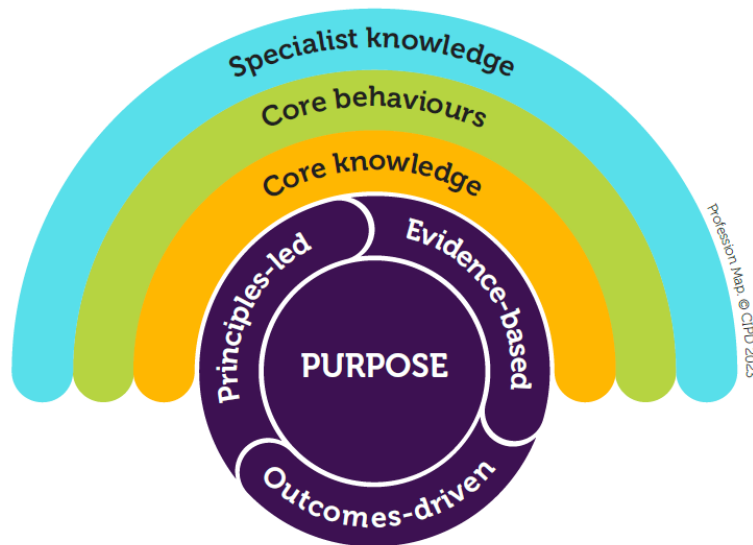 Specialist knowledge
Core behaviours
Core knowledge
Principles-led
Evidence-based
PURPOSE
Outcomes-driven
Profession Map. © CIPD 2023